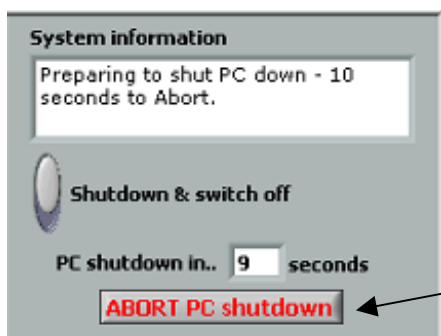 System information
Preparing to shut PC down - 10
seconds to Abort.
Shutdown & switch off
PC shutdown in.. 9 seconds
ABORT PC shutdown